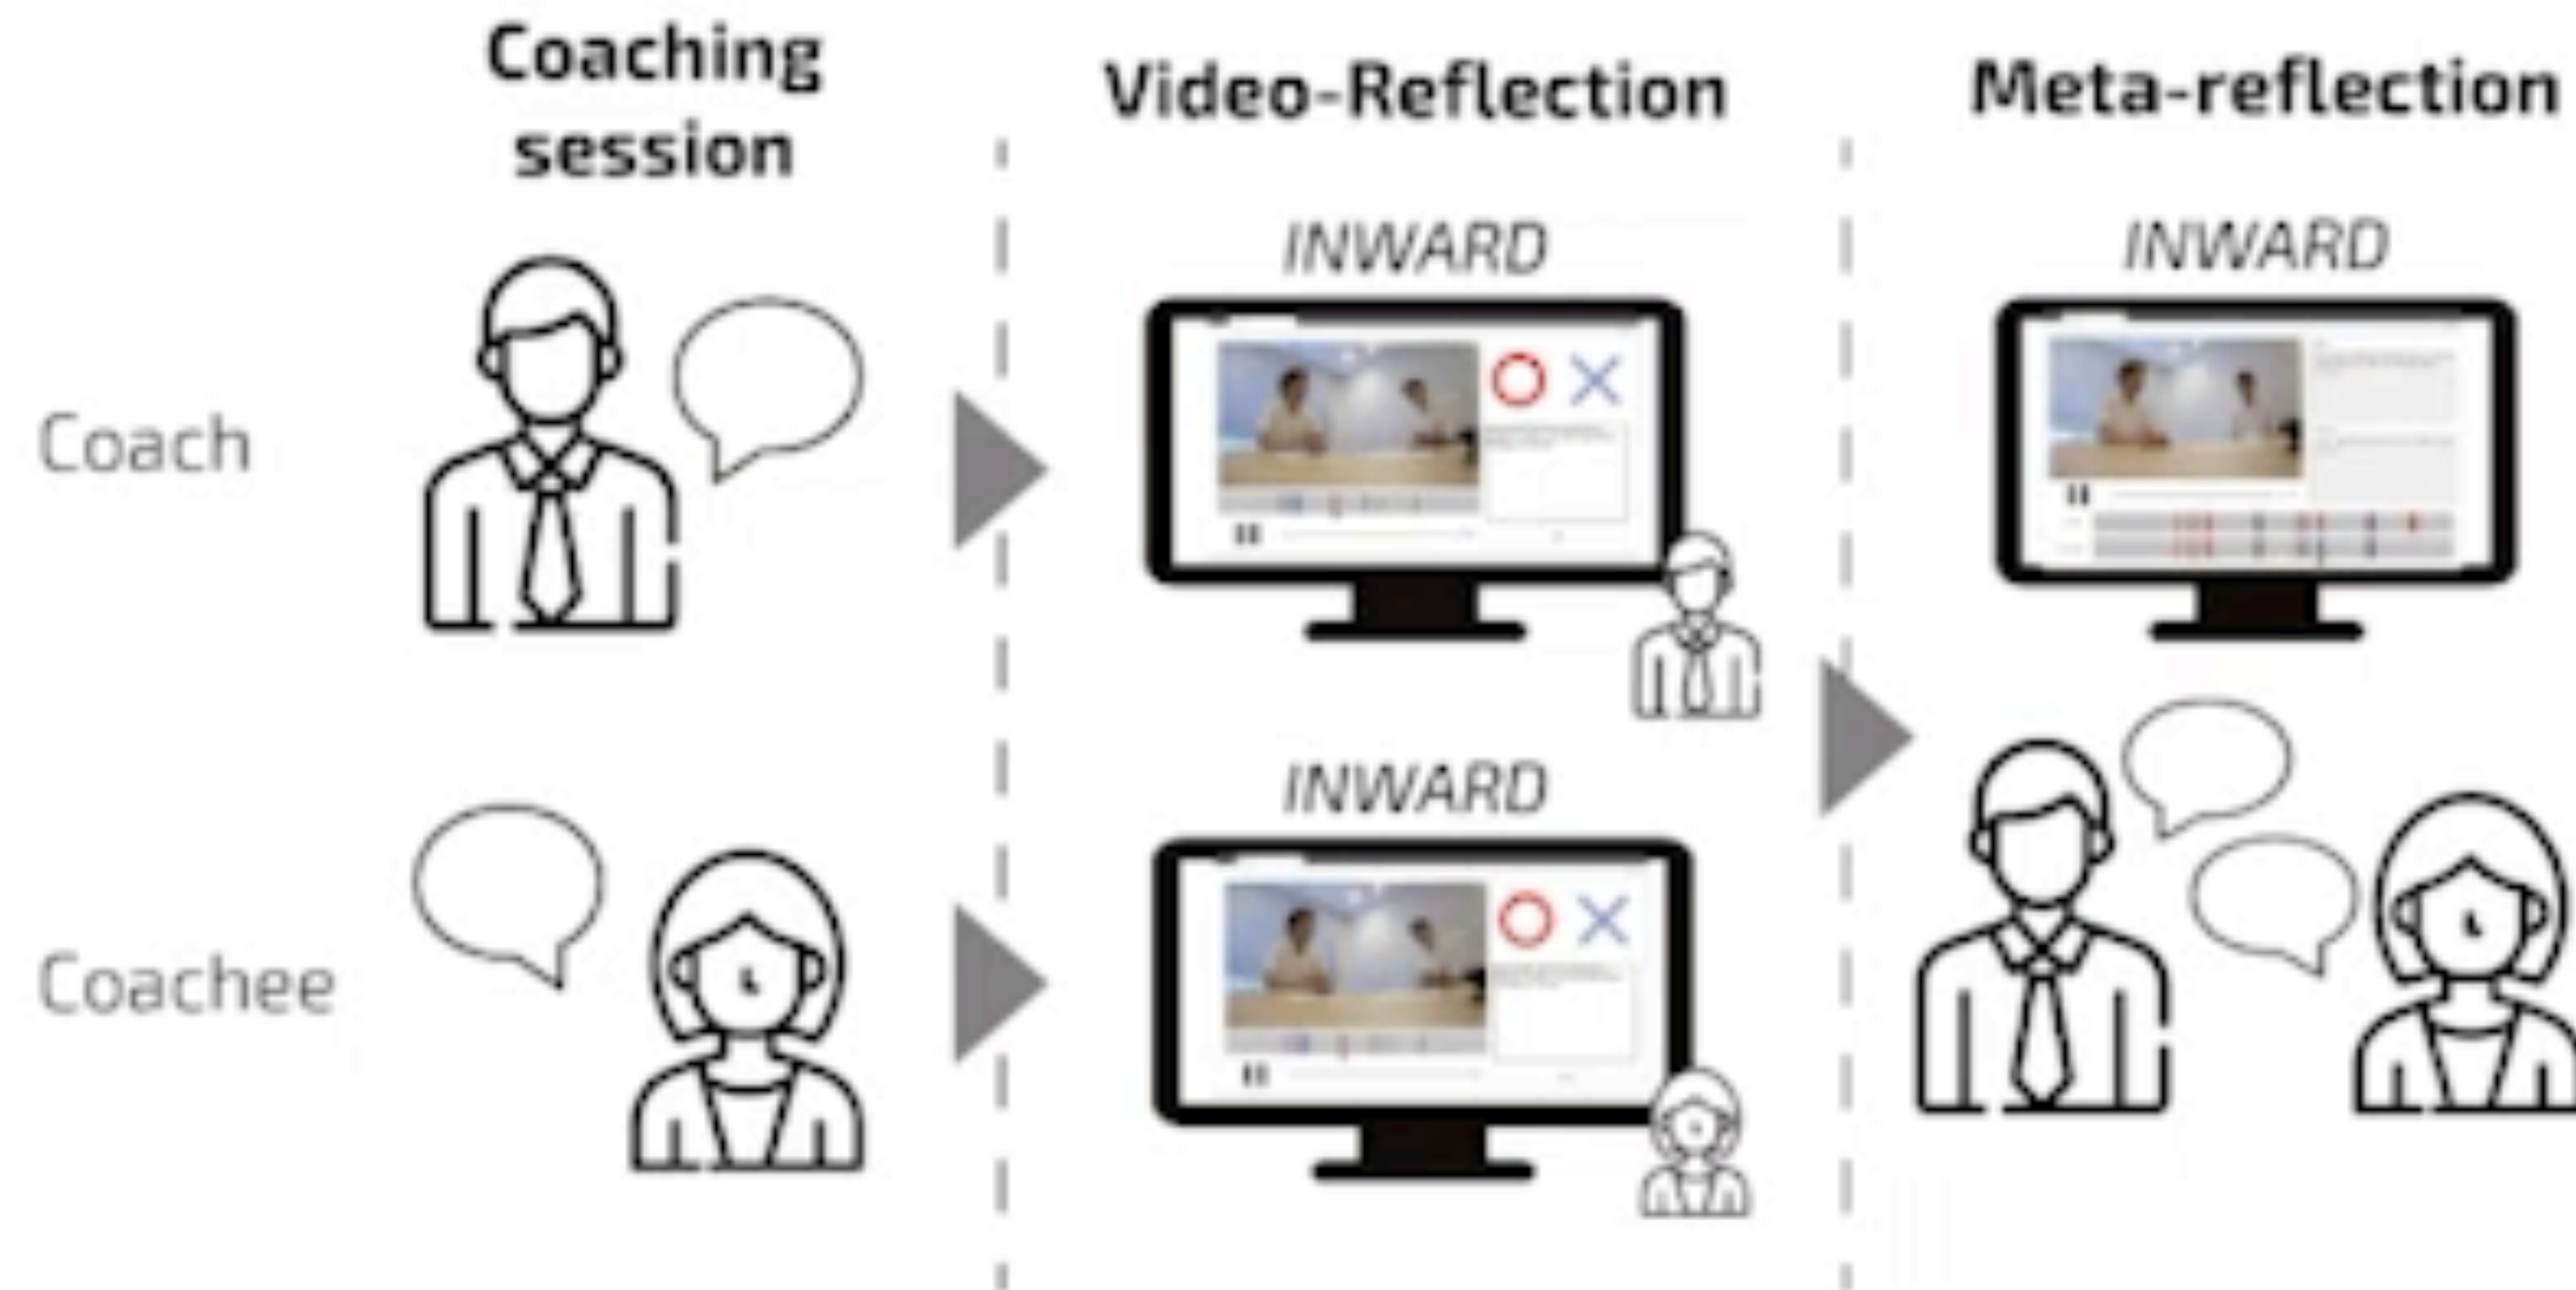 Coaching
session
Video-Reflection
Meta-reflection
INWARD
INWARD
Coach
INWARD
Coachee